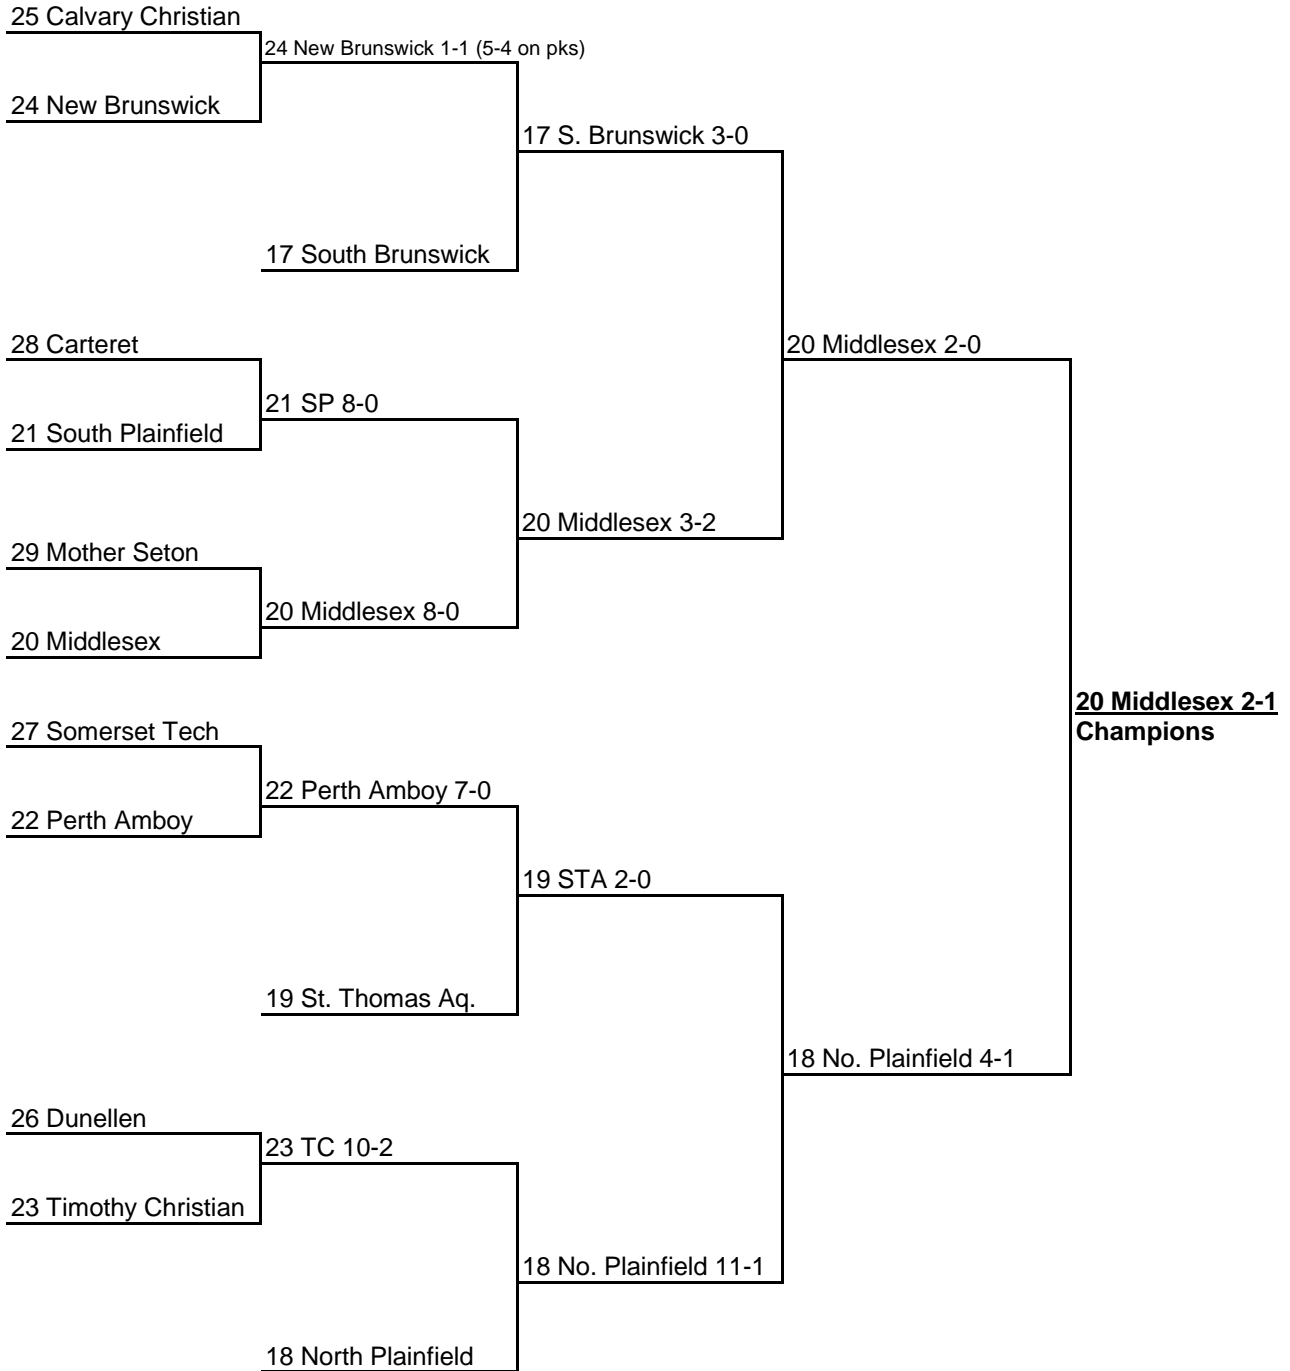 25 Calvary Christian
24 New Brunswick 1-1 (5-4 on pks)
24 New Brunswick
17 S. Brunswick 3-0
17 South Brunswick
28 Carteret
20 Middlesex 2-0
21 SP 8-0
21 South Plainfield
20 Middlesex 3-2
29 Mother Seton
20 Middlesex 8-0
20 Middlesex
20 Middlesex 2-1
Champions
27 Somerset Tech
22 Perth Amboy 7-0
22 Perth Amboy
19 STA 2-0
19 St. Thomas Aq.
18 No. Plainfield 4-1
26 Dunellen
23 TC 10-2
23 Timothy Christian
18 No. Plainfield 11-1
18 North Plainfield